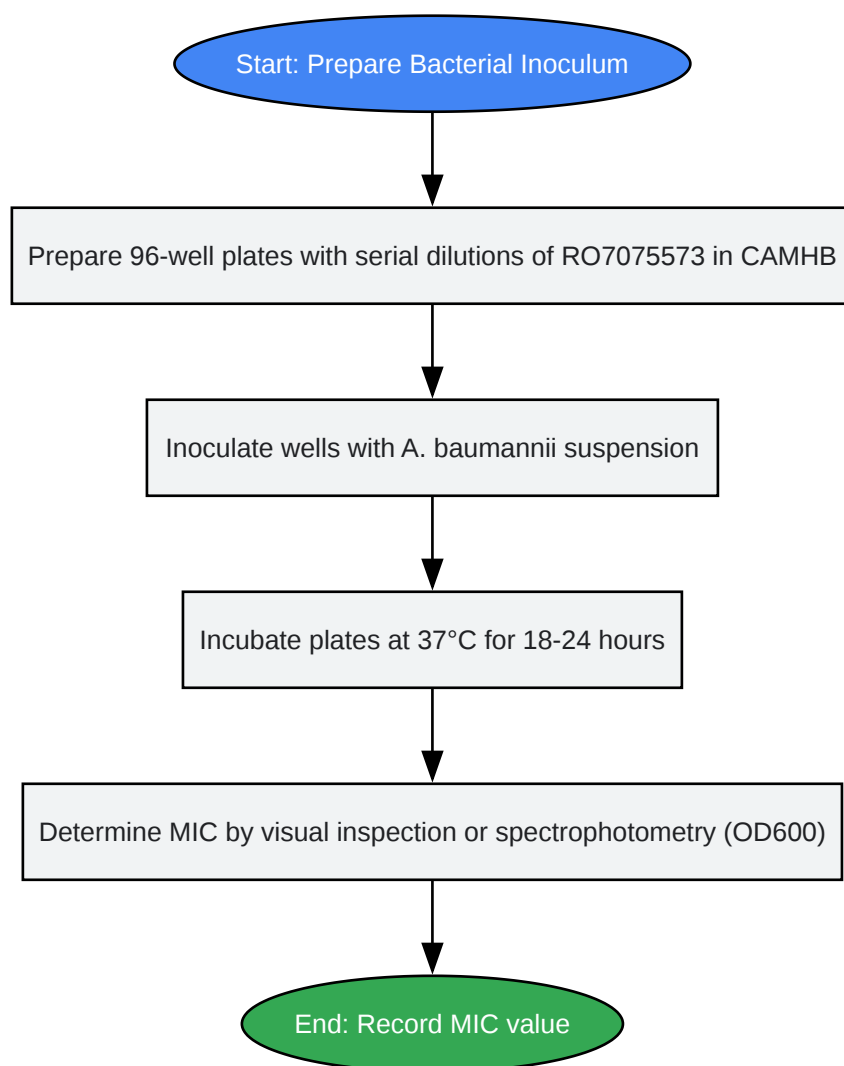 Start: Prepare Bacterial Inoculum
Prepare 96-well plates with serial dilutions of RO7075573 in CAMHB
Inoculate wells with A. baumannii suspension
Incubate plates at 37°C for 18-24 hours
Determine MIC by visual inspection or spectrophotometry (OD600)
End: Record MIC value